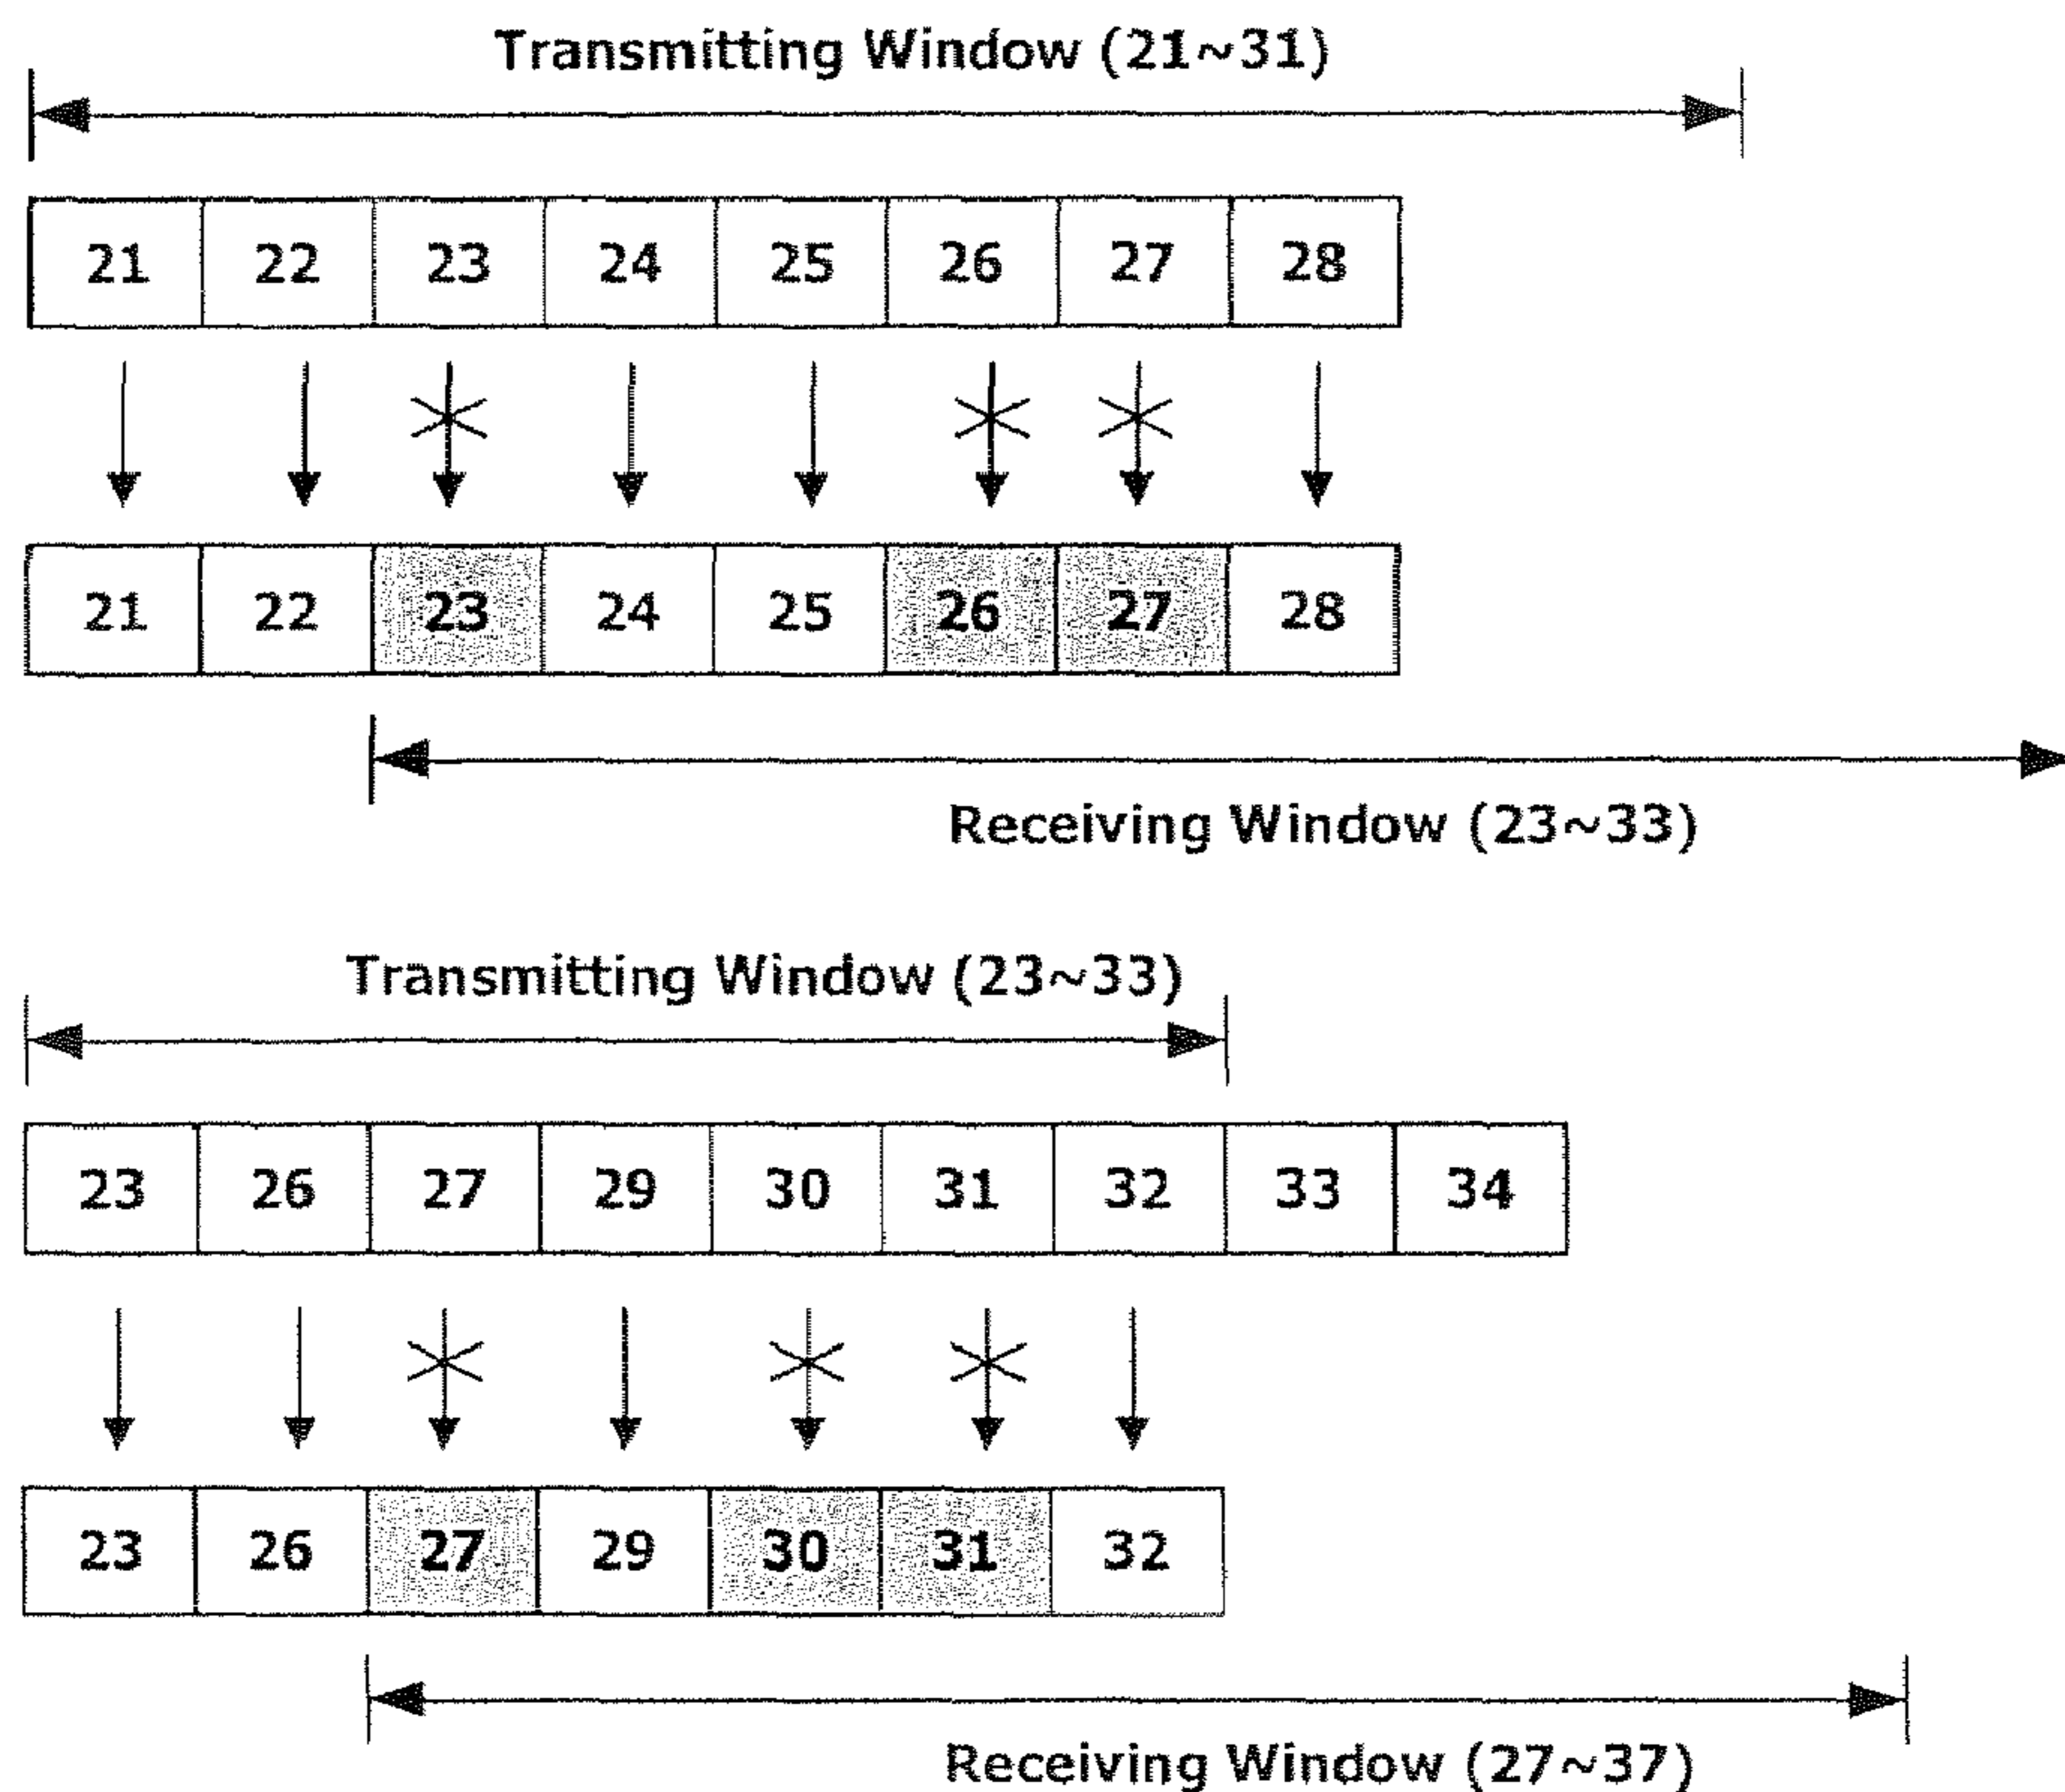 Transmitting Window (21~31)
21 22 23 24 25 26 27 28
21 22 23 24 25 26 27 28
Receiving Window (23~33)
Transmitting Window (23~33)
23 26 27 29 30 31 32 33 34
23 26 27 29 30 31 32
Receiving Window (27~37)